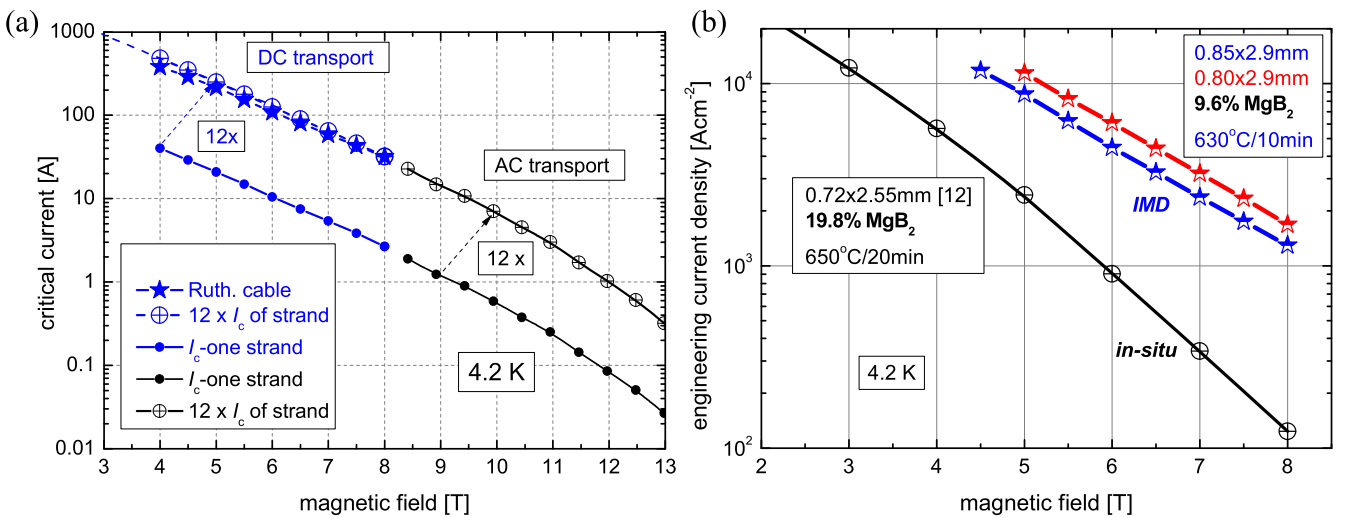 (a)
1000
100
10
1
0.1
0.01
critical current [A]
DC transport
12x
AC transport
12 x
Ruth. cable
12 x Ic of strand
Ic-one strand
Ic-one strand
12 x Ic of strand
4.2 K
3 4 5 6 7 8 9 10 11 12 13
magnetic field [T]
(b)
10^4
10^3
10^2
engineering current density [Acm^-2]
0.85x2.9mm
0.80x2.9mm
9.6% MgB2
630°C/10min
0.72x2.55mm [12]
19.8% MgB2
650°C/20min
IMD
in-situ
4.2 K
2 3 4 5 6 7 8
magnetic field [T]